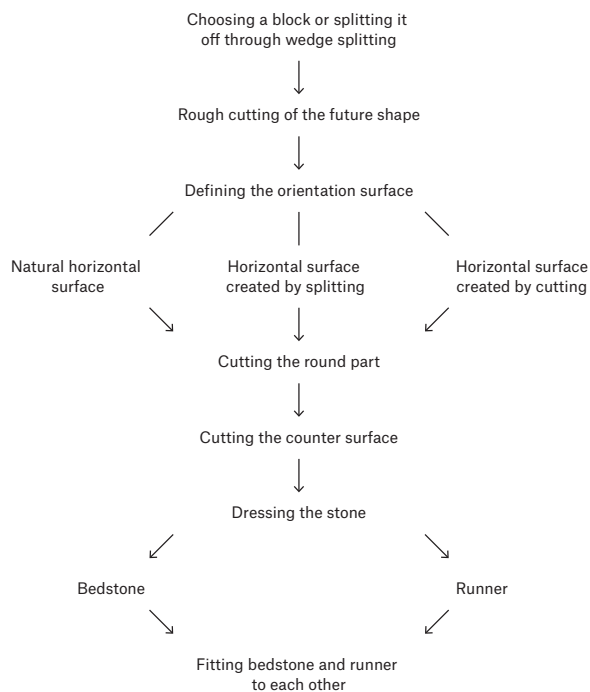 Choosing a block or splitting it
off through wedge splitting
Rough cutting of the future shape
Defining the orientation surface
Natural horizontal
surface
Horizontal surface
created by splitting
Horizontal surface
created by cutting
Cutting the round part
Cutting the counter surface
Dressing the stone
Bedstone
Runner
Fitting bedstone and runner
to each other